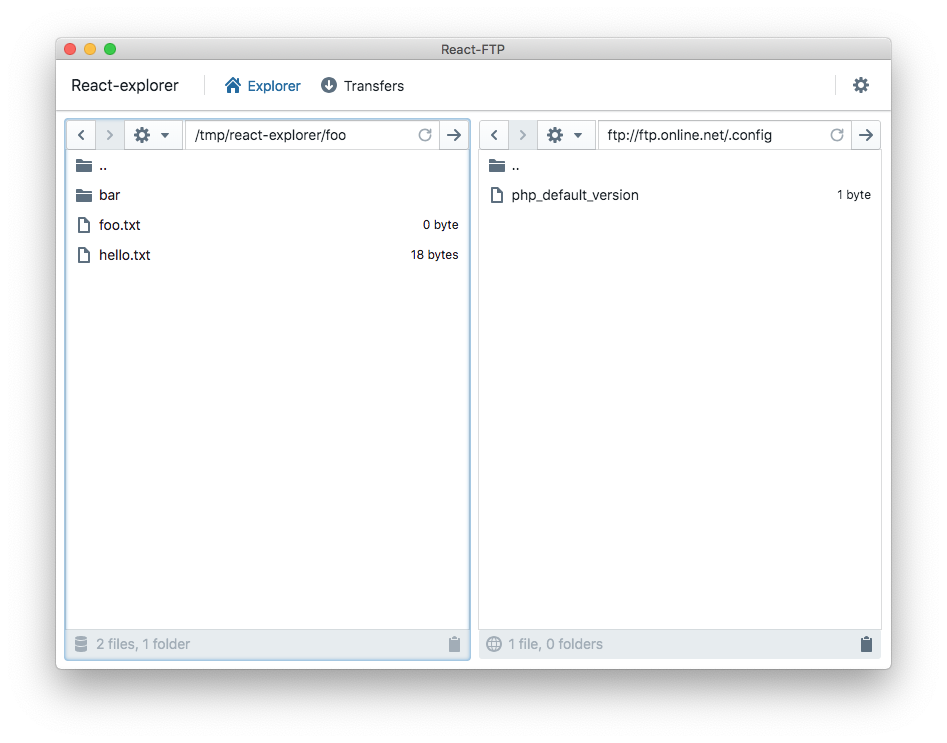 React-FTP
React-explorer
Explorer
Transfers
/tmp/react-explorer/foo
..
bar
foo.txt 0 byte
hello.txt 18 bytes
2 files, 1 folder
ftp://ftp.online.net/.config
..
php_default_version 1 byte
1 file, 0 folders